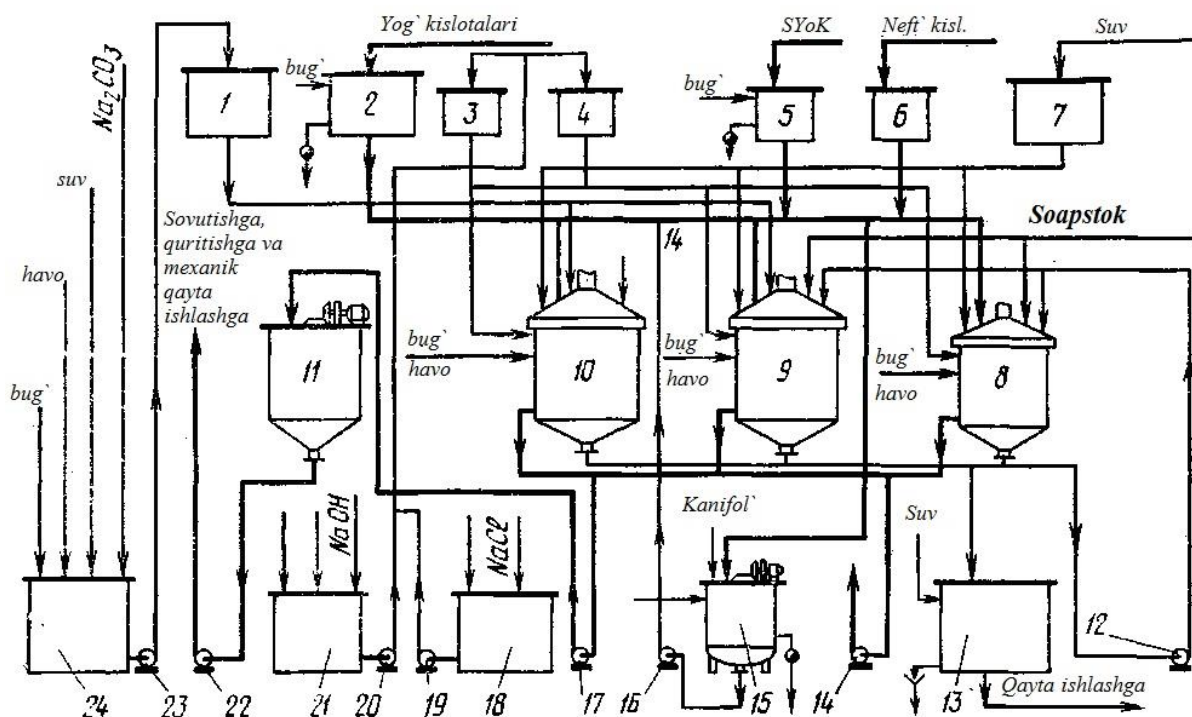 Yog` kislotalari
SYoK
Neft` kisl.
Suv
Na₂CO₃
bug`
bug`
1
2
3
4
5
6
7
suv
Sovutishga,
quritishga va
mexanik
qayta
ishlashga
14
Soapstok
havo
bug`
havo
bug`
havo
bug`
havo
11
10
9
8
bug`
NaOH
NaCl
Kanifol`
Suv
12
24
23
22
21
20
19
18
17
16
15
14
13
Qayta ishlashga